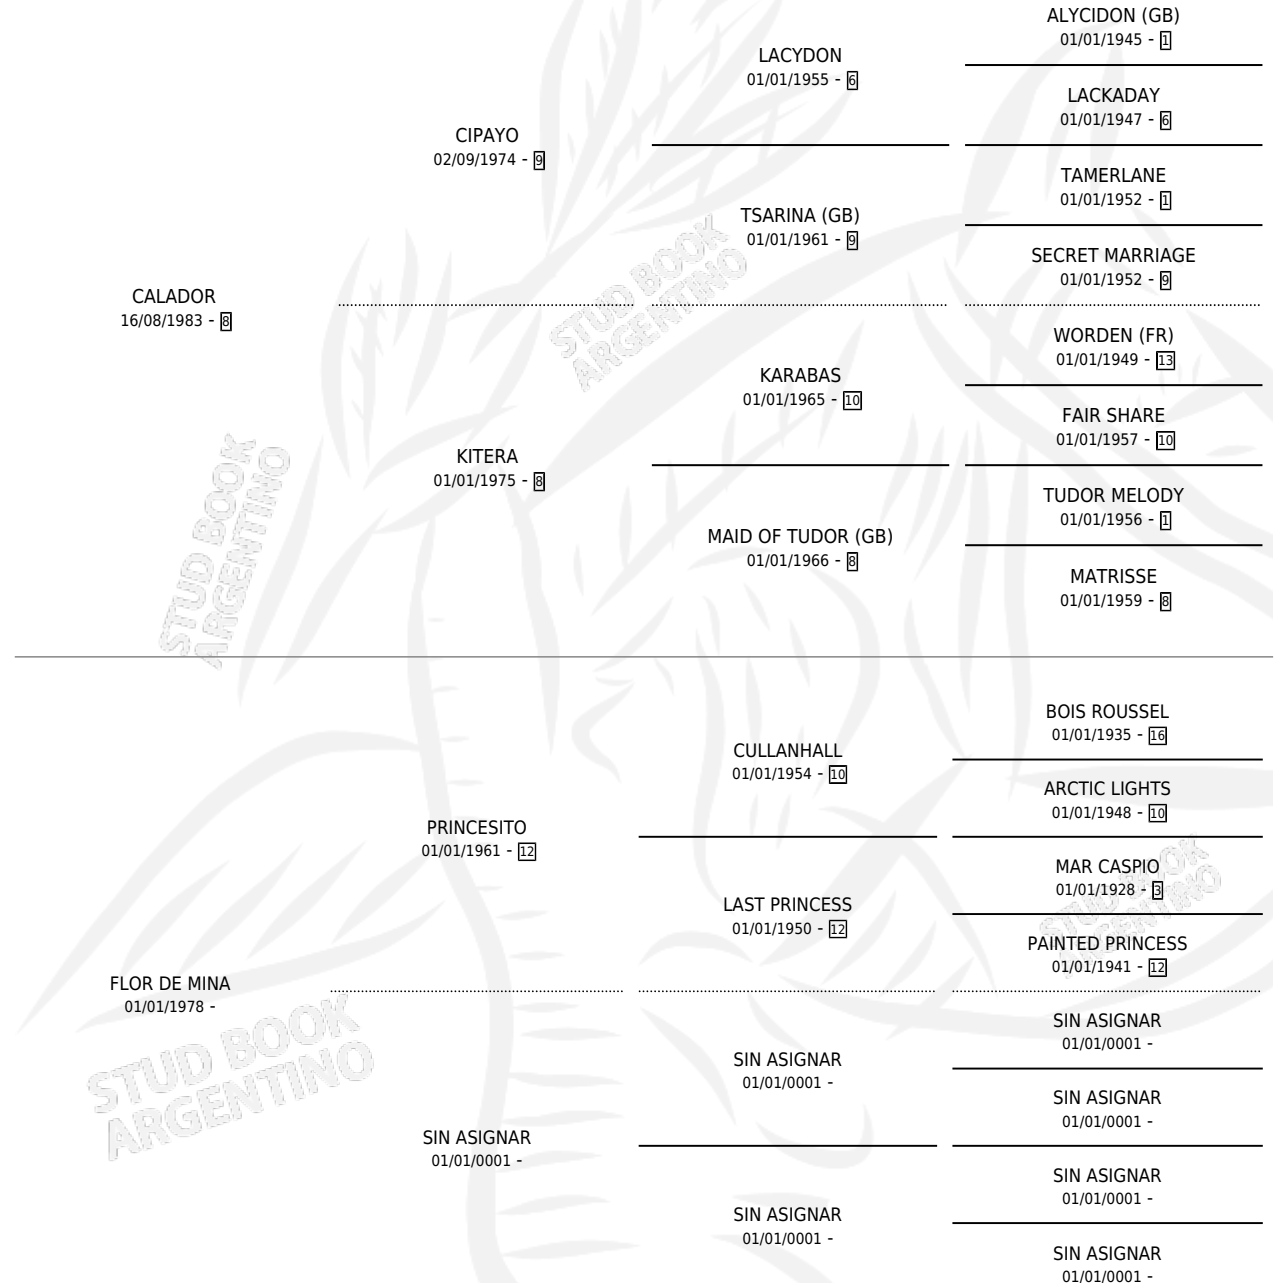 ALYCIDON (GB)
01/01/1945 - 1
LACYDON
01/01/1955 - 6
LACKADAY
01/01/1947 - 6
CIPAYO
02/09/1974 - 9
TAMERLANE
01/01/1952 - 1
TSARINA (GB)
01/01/1961 - 9
SECRET MARRIAGE
01/01/1952 - 9
CALADOR
16/08/1983 - 8
STUD BOOK
ARGENTINO
WORDEN (FR)
01/01/1949 - 13
KARABAS
01/01/1965 - 10
FAIR SHARE
01/01/1957 - 10
KITERA
01/01/1975 - 8
TUDOR MELODY
01/01/1956 - 1
MAID OF TUDOR (GB)
01/01/1966 - 8
MATRISSE
01/01/1959 - 8
STUD BOOK
ARGENTINO
BOIS ROUSSEL
01/01/1935 - 16
CULLANHALL
01/01/1954 - 10
ARCTIC LIGHTS
01/01/1948 - 10
PRINCESITO
01/01/1961 - 12
MAR CASPIO
01/01/1928 - 3
LAST PRINCESS
01/01/1950 - 12
STUD BOOK
ARGENTINO
PAINTED PRINCESS
01/01/1941 - 12
FLOR DE MINA
01/01/1978 -
SIN ASIGNAR
01/01/0001 -
SIN ASIGNAR
01/01/0001 -
STUD BOOK
ARGENTINO
SIN ASIGNAR
01/01/0001 -
SIN ASIGNAR
01/01/0001 -
SIN ASIGNAR
01/01/0001 -
SIN ASIGNAR
01/01/0001 -
SIN ASIGNAR
01/01/0001 -